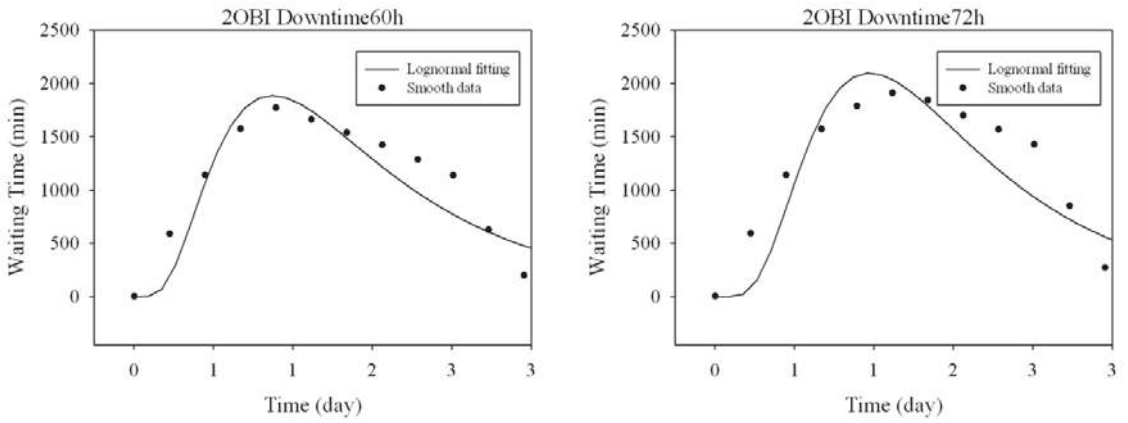 2OBI Downtime60h
2500
2000
1500
1000
500
0
Waiting Time (min)
Lognormal fitting
Smooth data
0 1 1 2 3 3
Time (day)
2OBI Downtime72h
2500
2000
1500
1000
500
0
Waiting Time (min)
Lognormal fitting
Smooth data
0 1 1 2 3 3
Time (day)